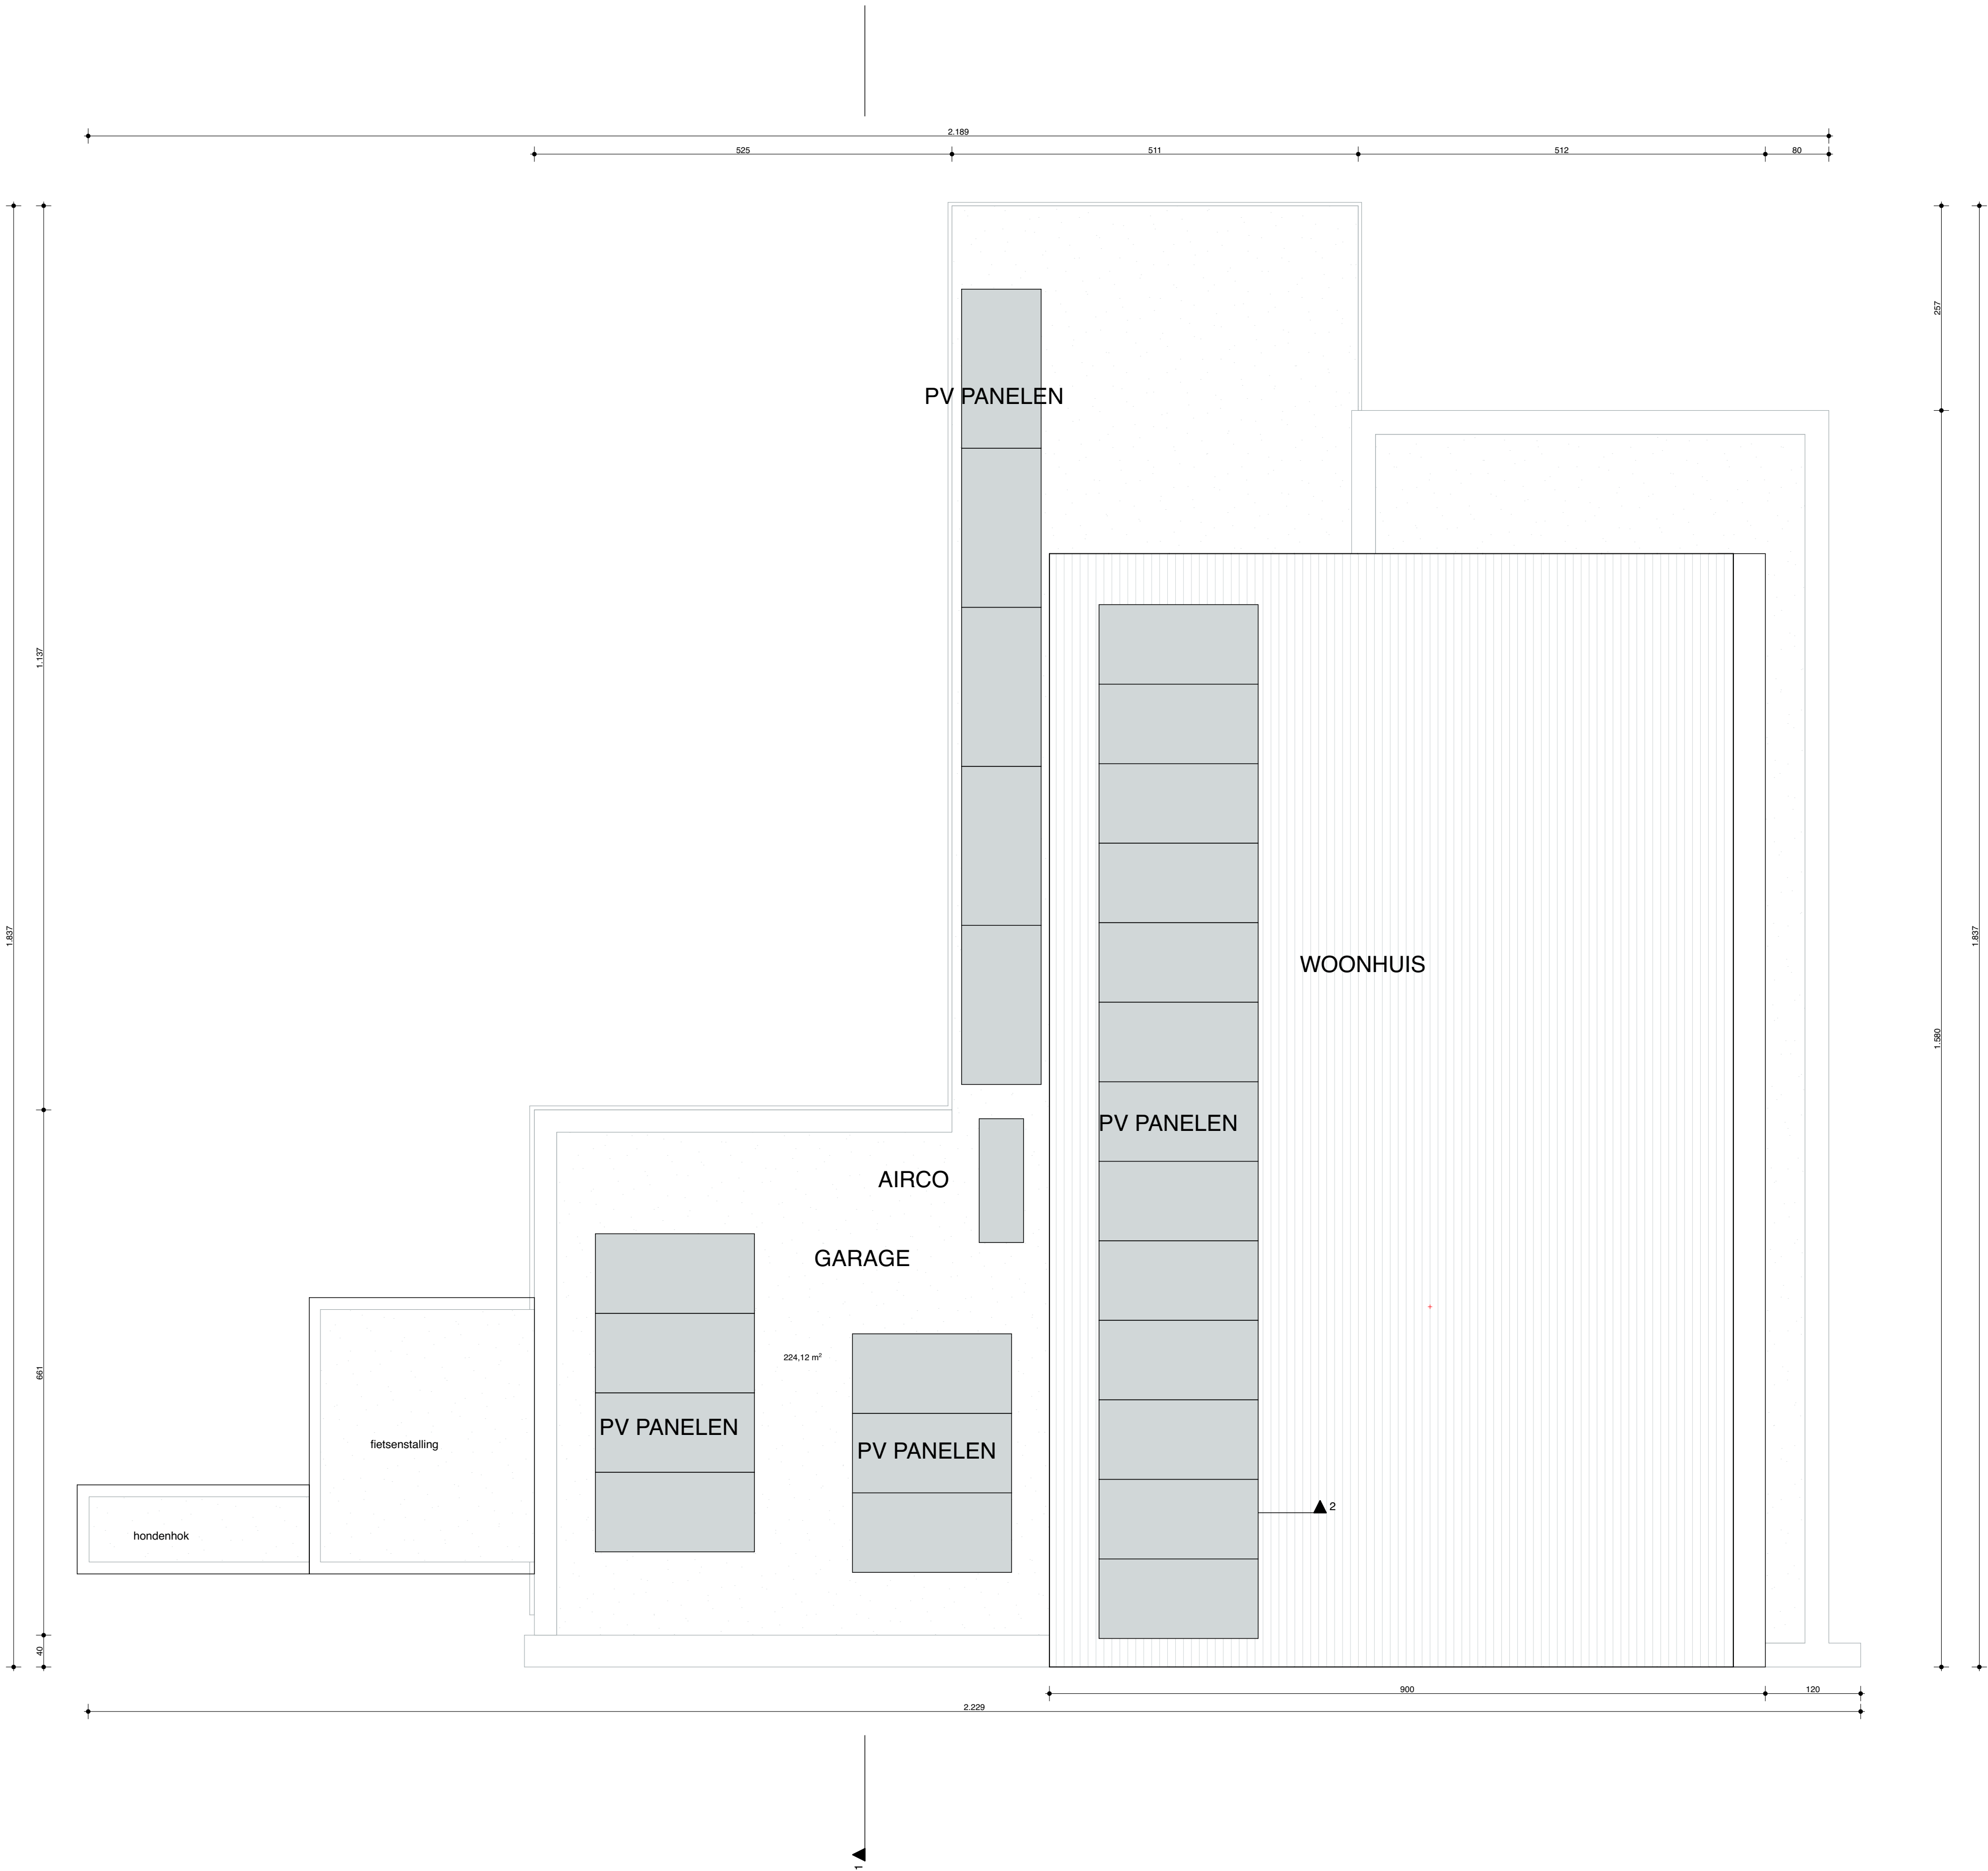 2.189
525
511
512
80
257
PV PANELEN
1.137
1.837
1.837
WOONHUIS
1.580
PV PANELEN
AIRCO
GARAGE
224,12 m²
661
PV PANELEN
fietsenstalling
PV PANELEN
2
hondenhok
40
900
120
2.229
1